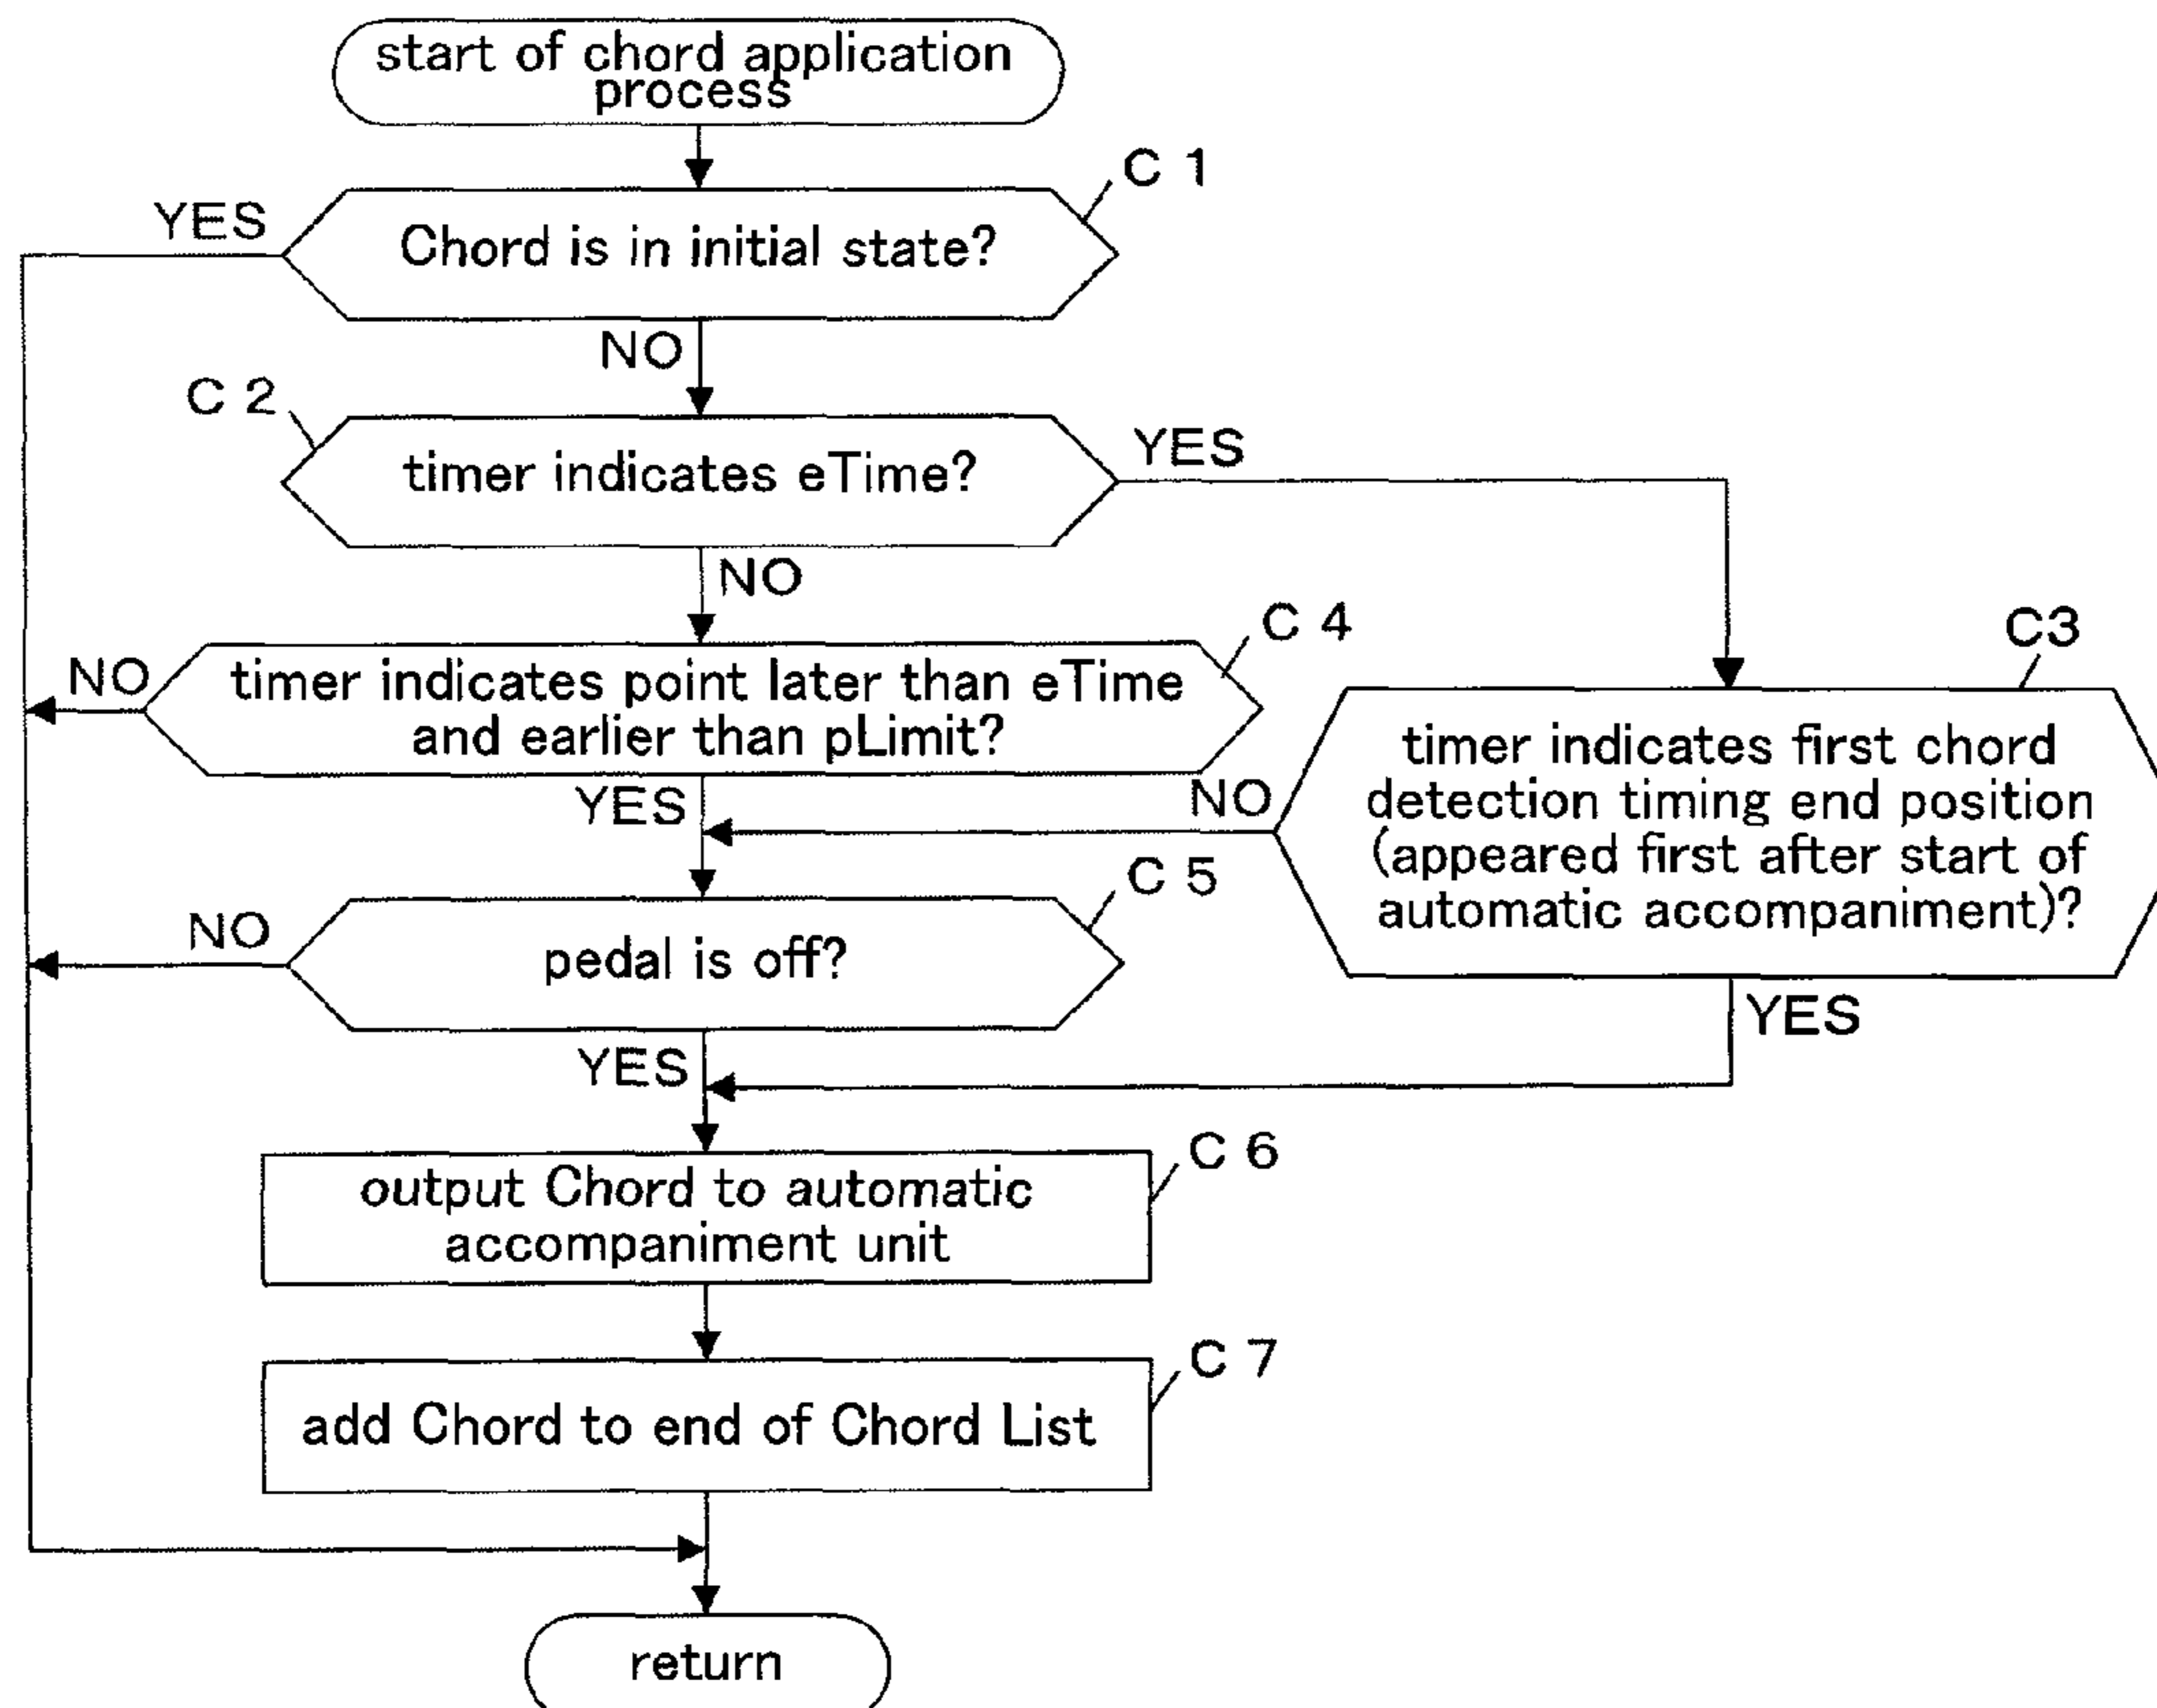 start of chord application
process
C 1
YES
Chord is in initial state?
NO
C 2
YES
timer indicates eTime?
NO
C 4
C3
NO
timer indicates point later than eTime
and earlier than pLimit?
timer indicates first chord
detection timing end position
(appeared first after start of
automatic accompaniment)?
YES
NO
C 5
NO
pedal is off?
YES
YES
C 6
output Chord to automatic
accompaniment unit
C 7
add Chord to end of Chord List
return